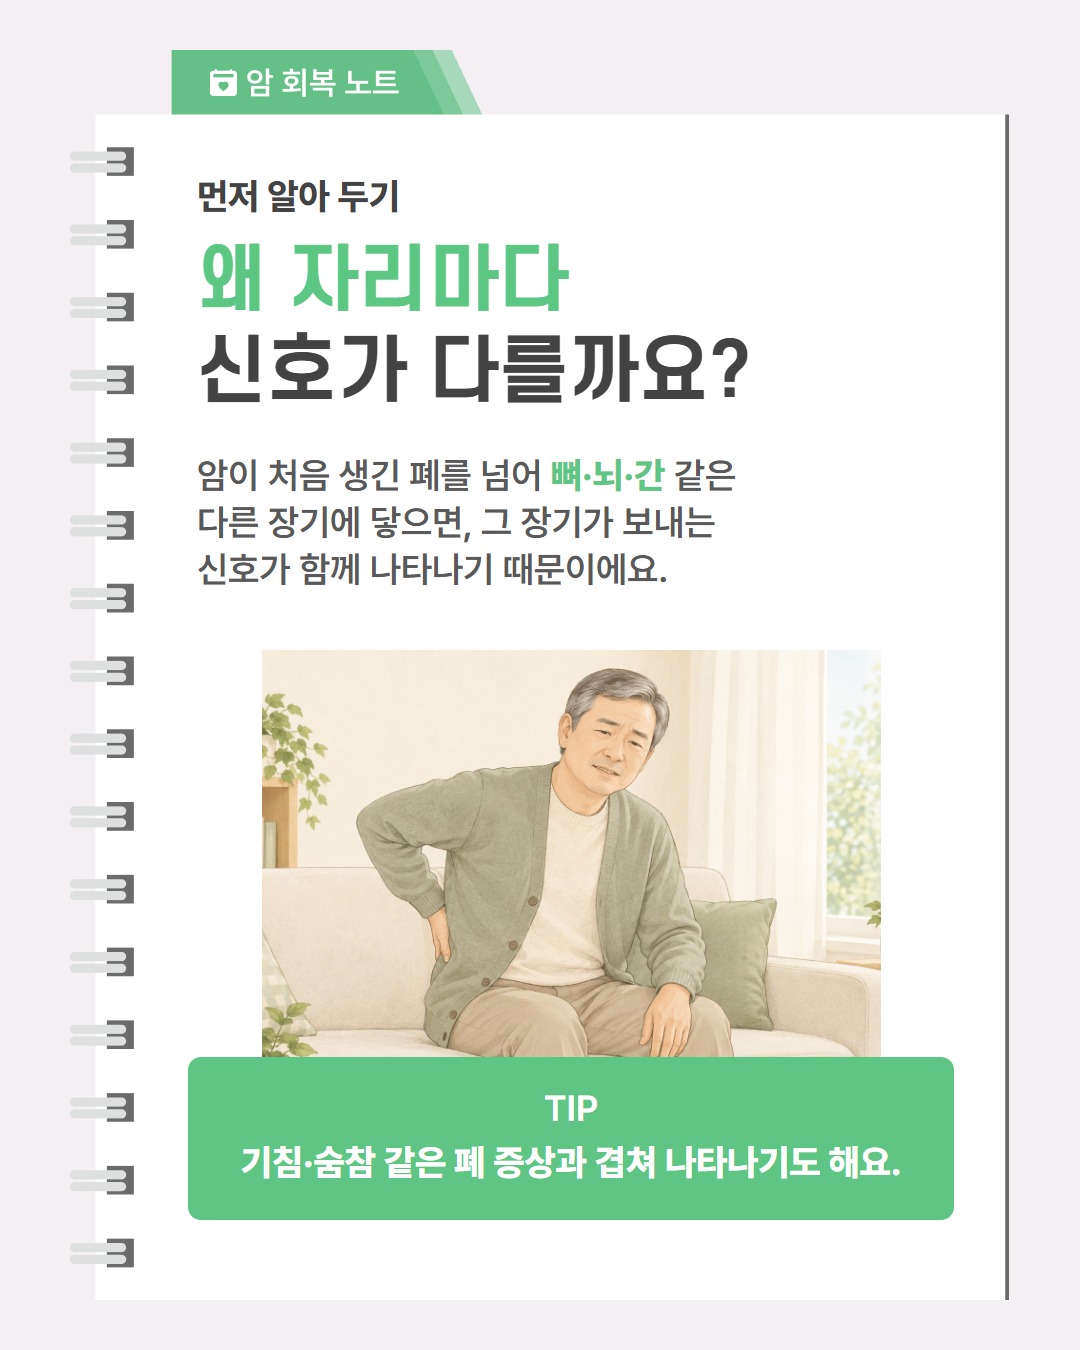 암 회복 노트
먼저 알아 두기
왜 자리마다
신호가 다를까요?
암이 처음 생긴 폐를 넘어 뼈·뇌·간 같은
다른 장기에 닿으면, 그 장기가 보내는
신호가 함께 나타나기 때문이에요.
TIP
기침·숨참 같은 폐 증상과 겹쳐 나타나기도 해요.